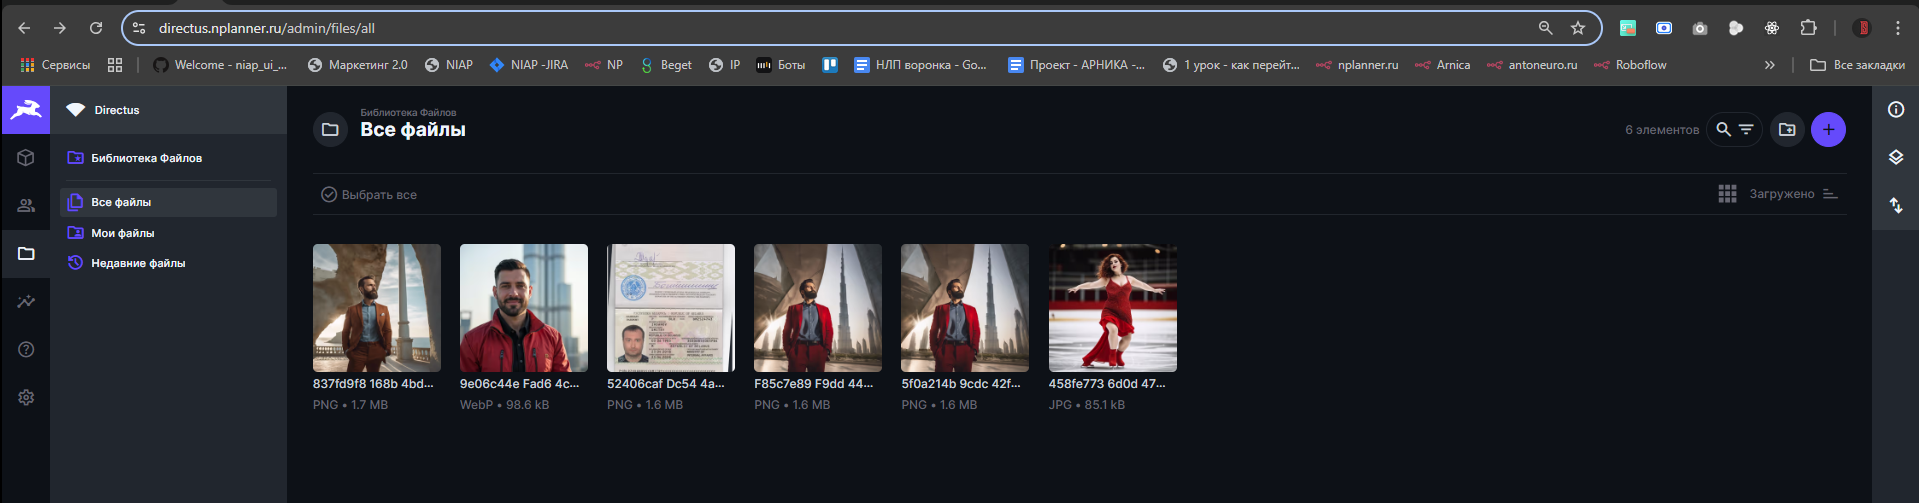 directus.nplanner.ru/admin/files/all
Сервисы
Welcome - niap_ui_...
Маркетинг 2.0
NIAP
NIAP -JIRA
NP
Beget
IP
Боты
НЛП воронка - Go...
Проект - АРНИКА -...
1 урок - как перейт...
nplanner.ru
Arnica
antoneuro.ru
Roboflow
»
Все закладки
Directus
Библиотека Файлов
Все файлы
Мои файлы
Недавние файлы
Библиотека Файлов
Все файлы
6 элементов
Выбрать все
Загружено
837fd9f8 168b 4bd...
PNG • 1.7 MB
9e06c44e Fad6 4c...
WebP • 98.6 kB
52406caf Dc54 4a...
PNG • 1.6 MB
F85c7e89 F9dd 44...
PNG • 1.6 MB
5f0a214b 9cdc 42f...
PNG • 1.6 MB
458fe773 6d0d 47...
JPG • 85.1 kB